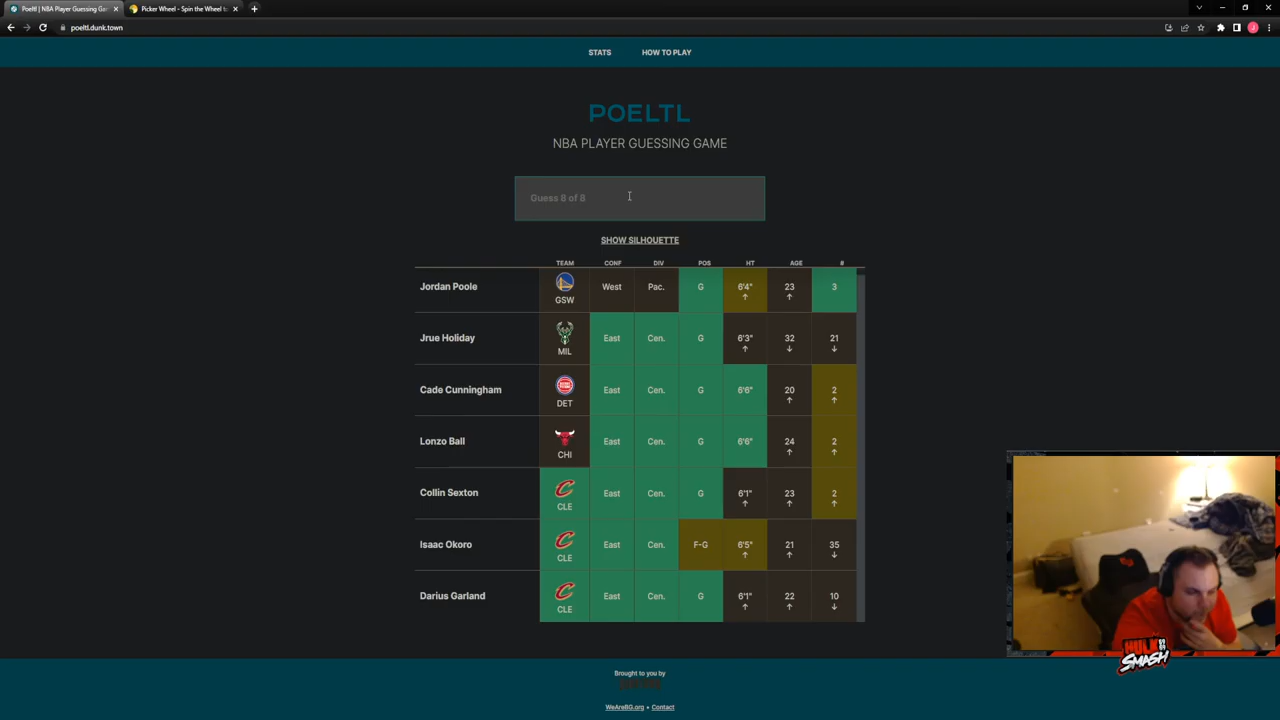 Poeltl | NBA Player Guessing Ga
Picker Wheel - Spin the Wheel t
poeltl.dunk.town
STATS HOW TO PLAY
POELTL
NBA PLAYER GUESSING GAME
Guess 8 of 8
SHOW SILHOUETTE
TEAM CONF DIV POS HT AGE #
Jordan Poole GSW West Pac. G 6'4" ↑ 23 ↑ 3
Jrue Holiday MIL East Cen. G 6'3" ↑ 32 ↓ 21 ↓
Cade Cunningham DET East Cen. G 6'6" 20 ↑ 2 ↑
Lonzo Ball CHI East Cen. G 6'6" 24 ↑ 2 ↑
Collin Sexton CLE East Cen. G 6'1" ↑ 23 ↑ 2 ↑
Isaac Okoro CLE East Cen. F-G 6'5" ↑ 21 ↑ 35 ↓
Darius Garland CLE East Cen. G 6'1" ↑ 22 ↑ 10 ↓
HULK
SMASH
Brought to you by
WeAreBG.org • Contact